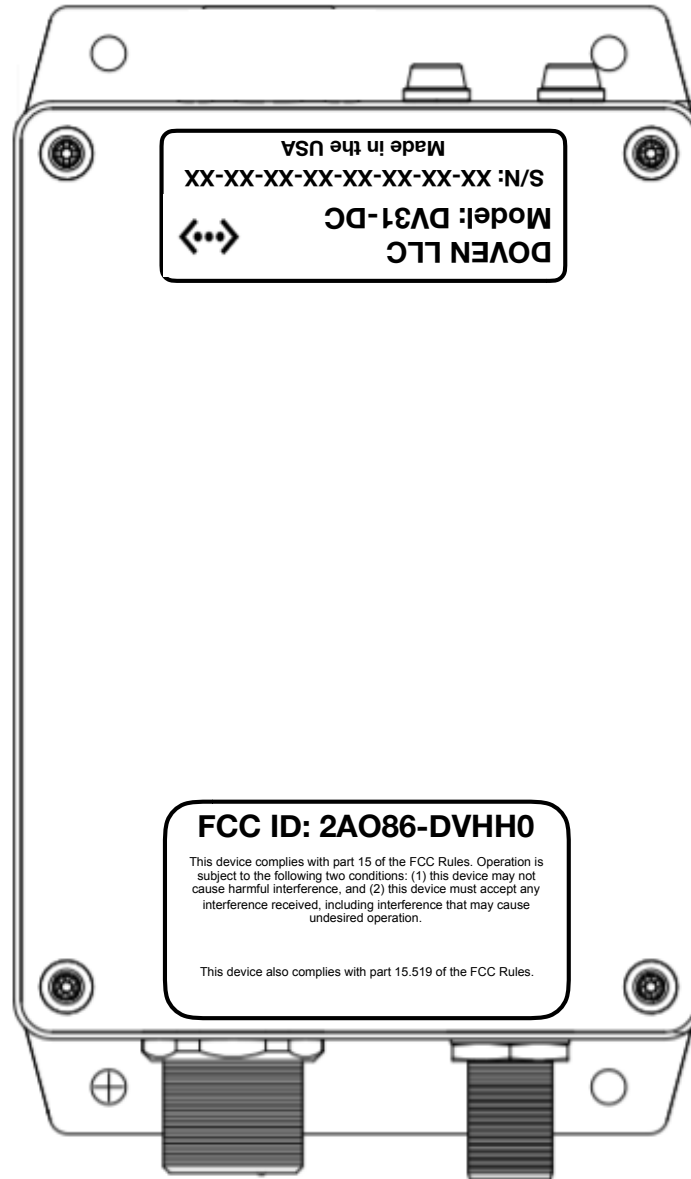 DOVEN LLC
Model: DV31-DC
S/N: XX-XX-XX-XX-XX-XX-XX-XX
Made in the USA
FCC ID: 2AO86-DVHH0
This device complies with part 15 of the FCC Rules. Operation is
subject to the following two conditions: (1) this device may not
cause harmful interference, and (2) this device must accept any
interference received, including interference that may cause
undesired operation.
This device also complies with part 15.519 of the FCC Rules.